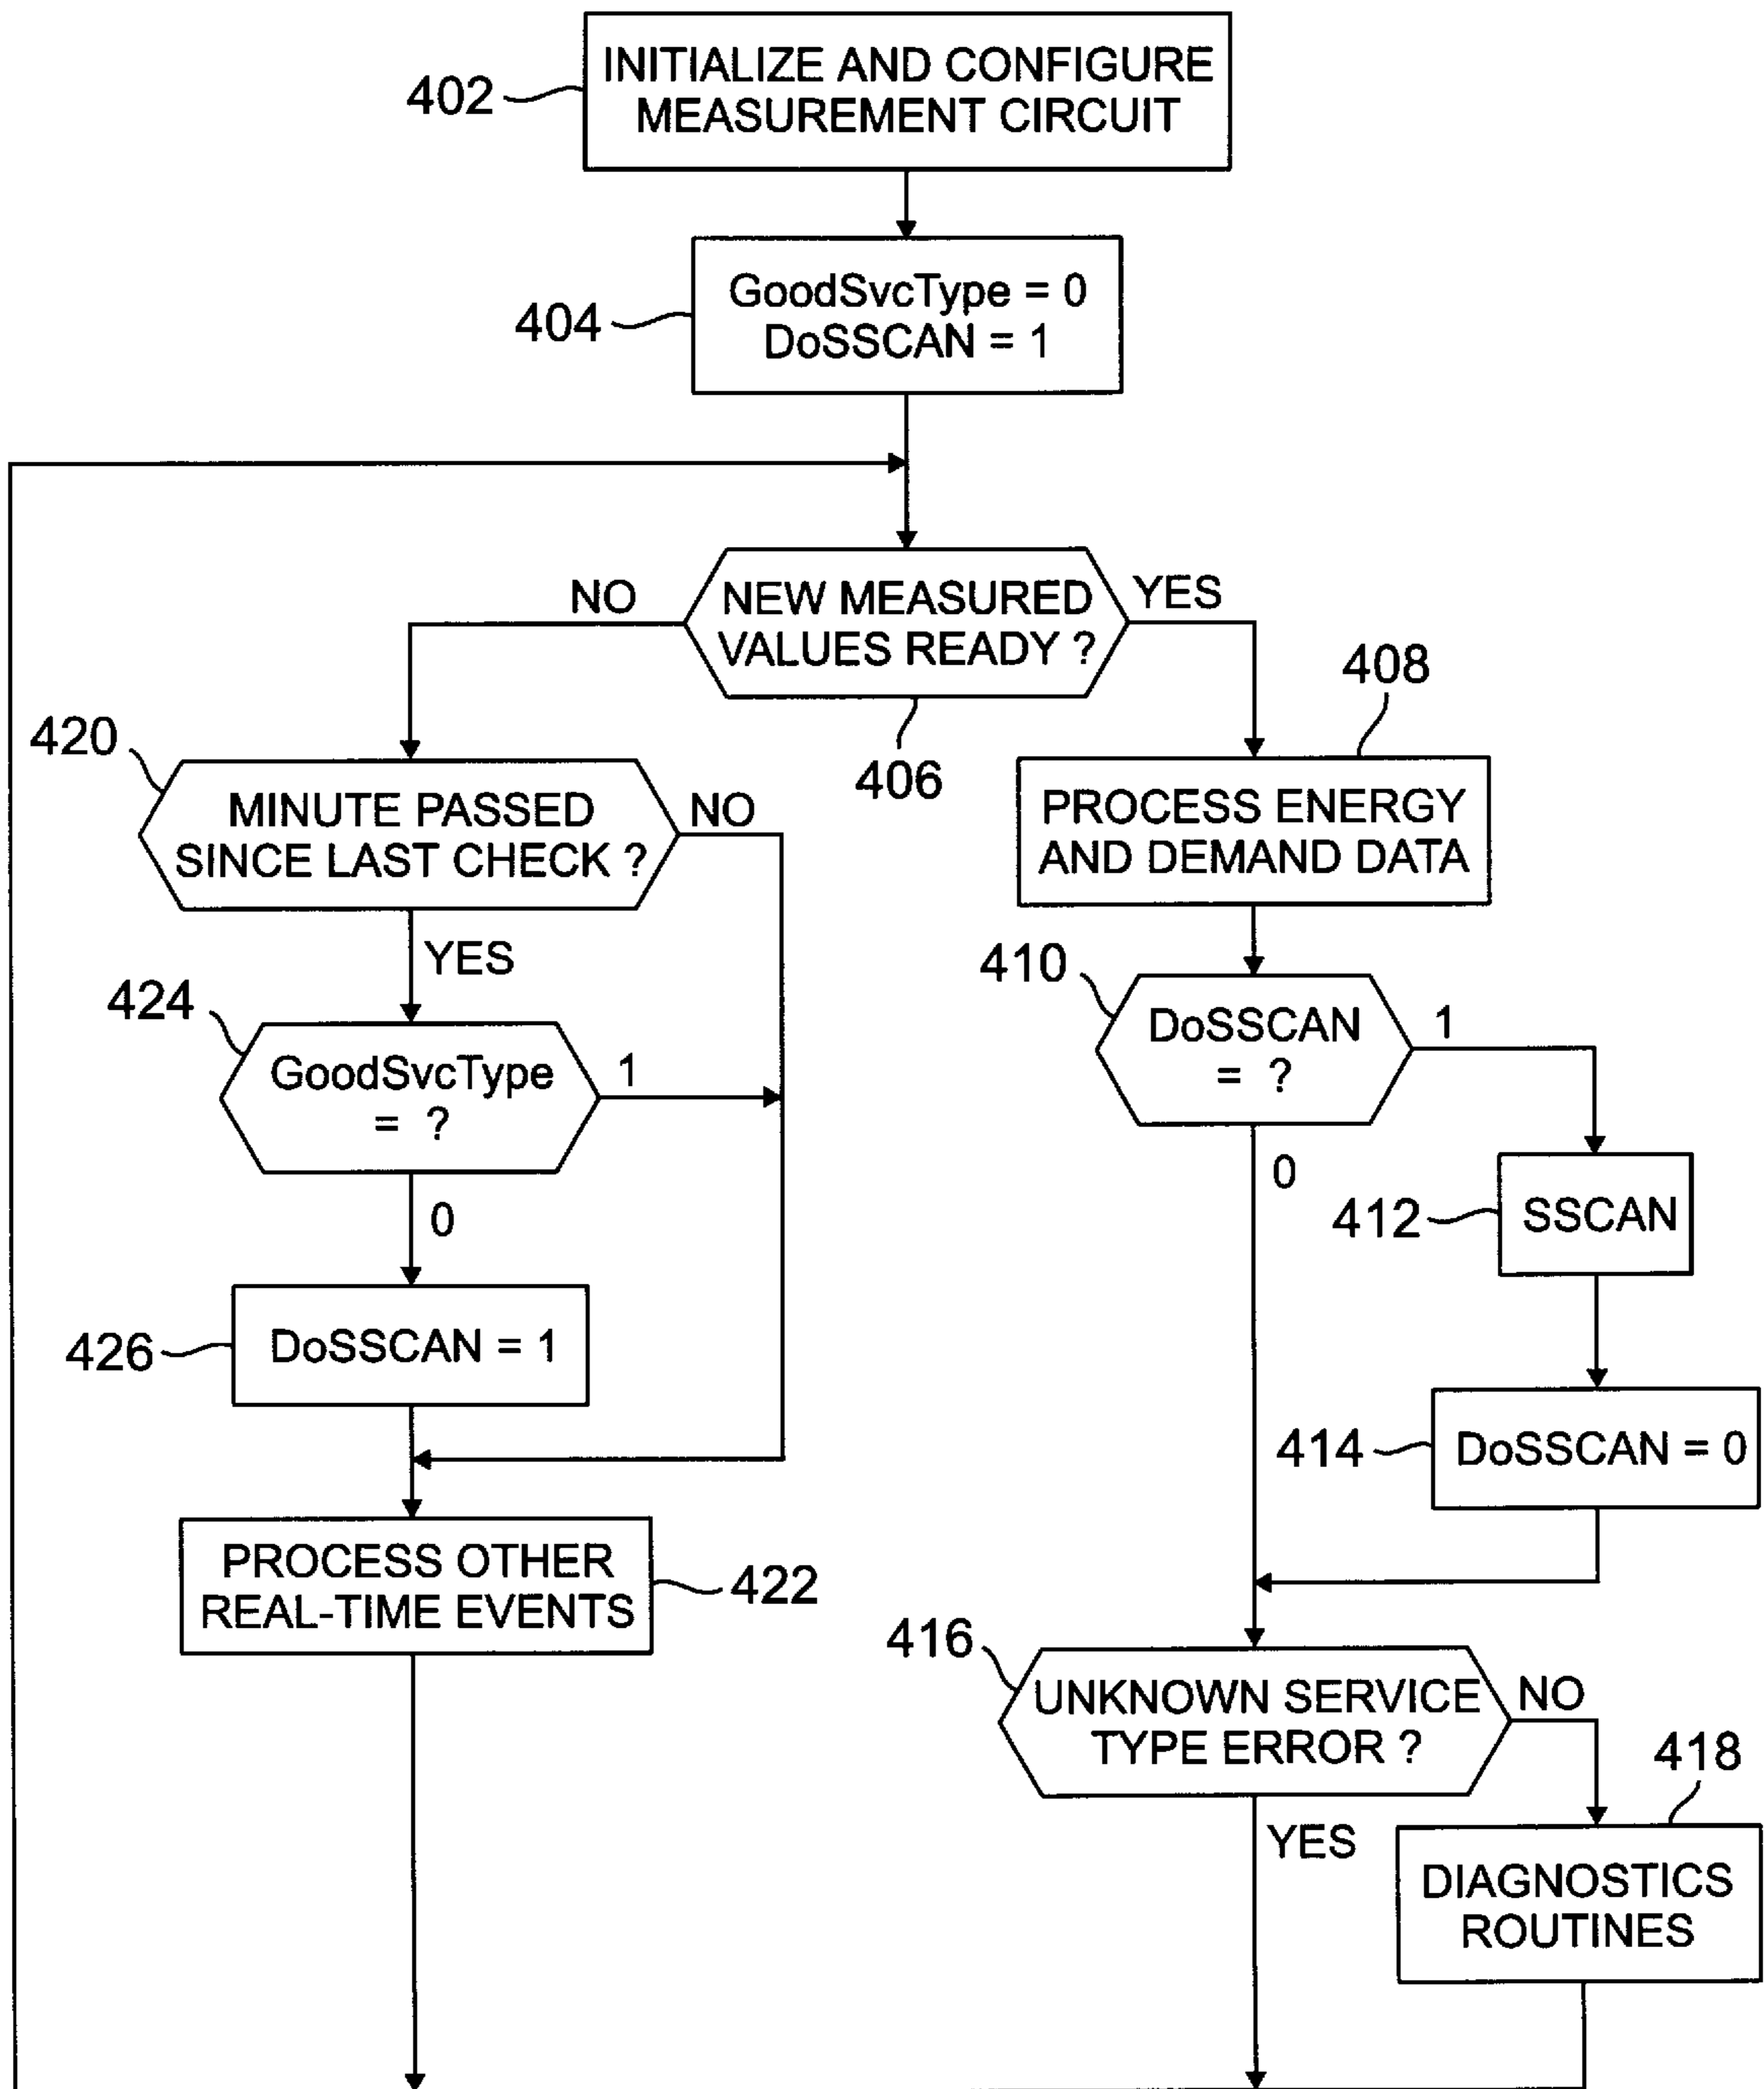 INITIALIZE AND CONFIGURE
MEASUREMENT CIRCUIT
402
GoodSvcType = 0
DoSSCAN = 1
404
NEW MEASURED
VALUES READY ?
NO
YES
406
408
PROCESS ENERGY
AND DEMAND DATA
420
MINUTE PASSED
SINCE LAST CHECK ?
NO
YES
410
DoSSCAN
= ?
1
0
424
GoodSvcType
= ?
1
0
412
SSCAN
426
DoSSCAN = 1
414
DoSSCAN = 0
PROCESS OTHER
REAL-TIME EVENTS
422
416
UNKNOWN SERVICE
TYPE ERROR ?
NO
YES
418
DIAGNOSTICS
ROUTINES